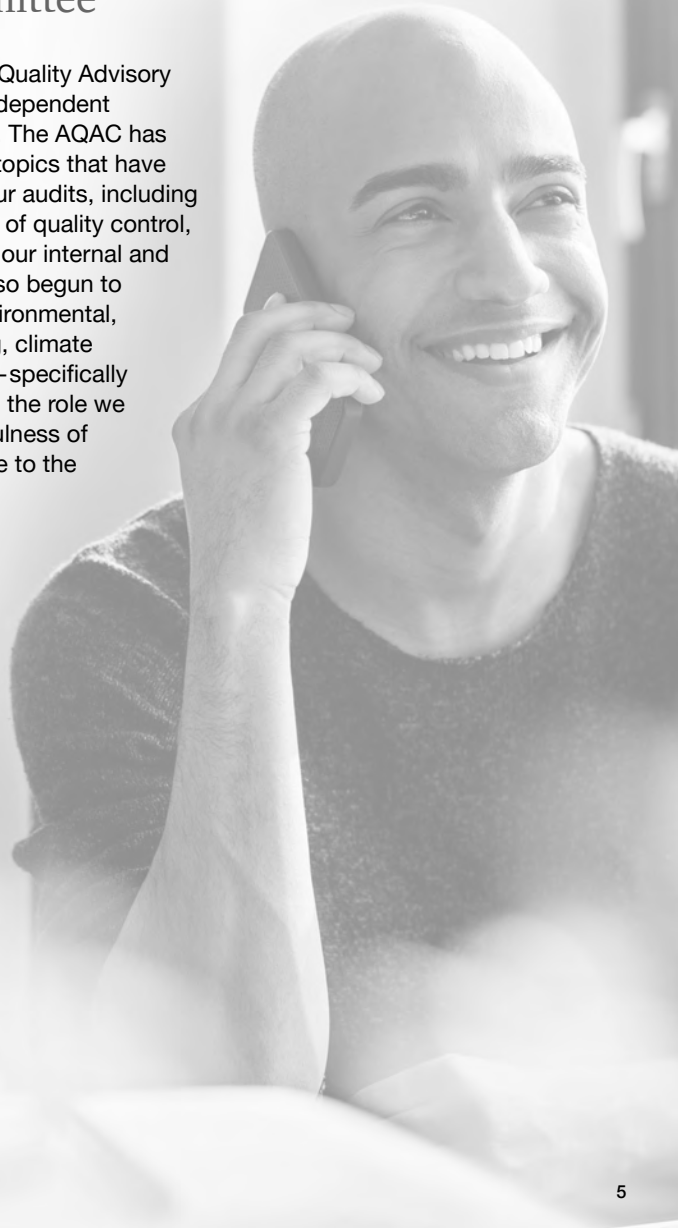 Quality Advisory
dependent
The AQAC has
topics that have
ur audits, including
of quality control,
our internal and
so begun to
ironmental,
, climate
–specifically
the role we
ulness of
e to the
5